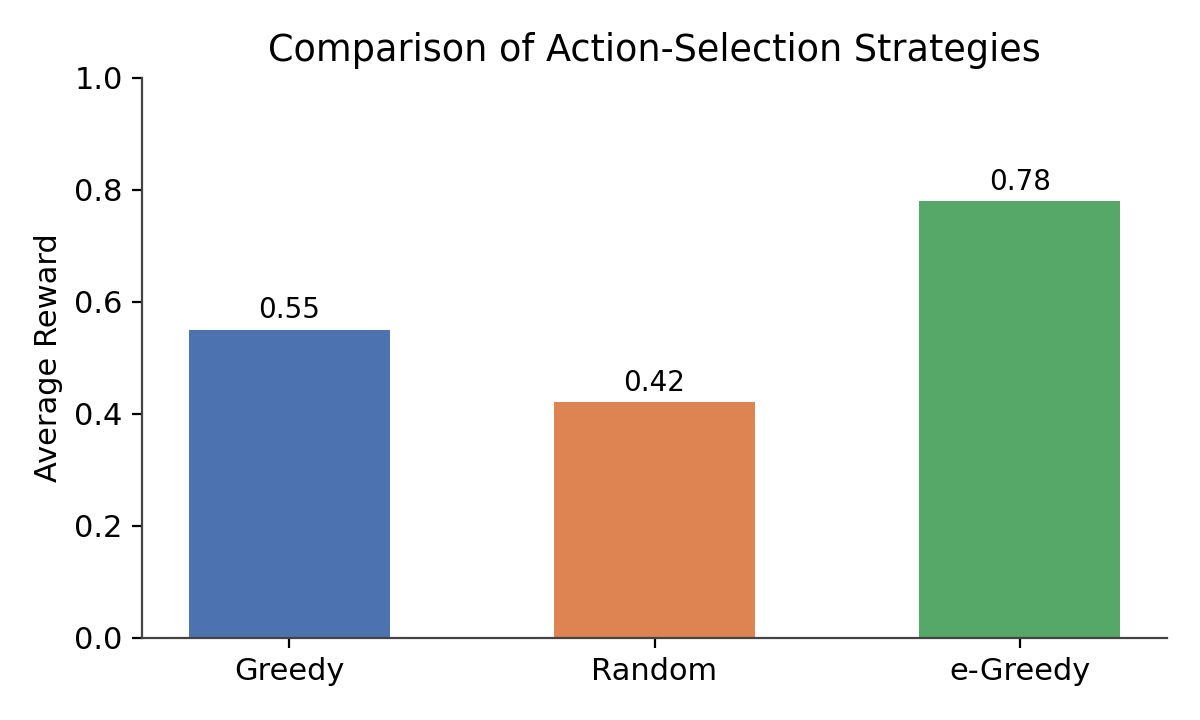 Comparison of Action-Selection Strategies
Average Reward
1.0
0.8
0.6
0.4
0.2
0.0
0.55
0.42
0.78
Greedy
Random
e-Greedy